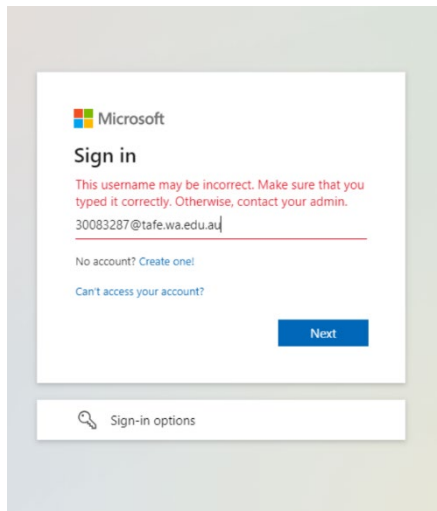 Microsoft
Sign in
This username may be incorrect. Make sure that you
typed it correctly. Otherwise, contact your admin.
30083287@tafe.wa.edu.au
No account? Create one!
Can't access your account?
Next
Sign-in options